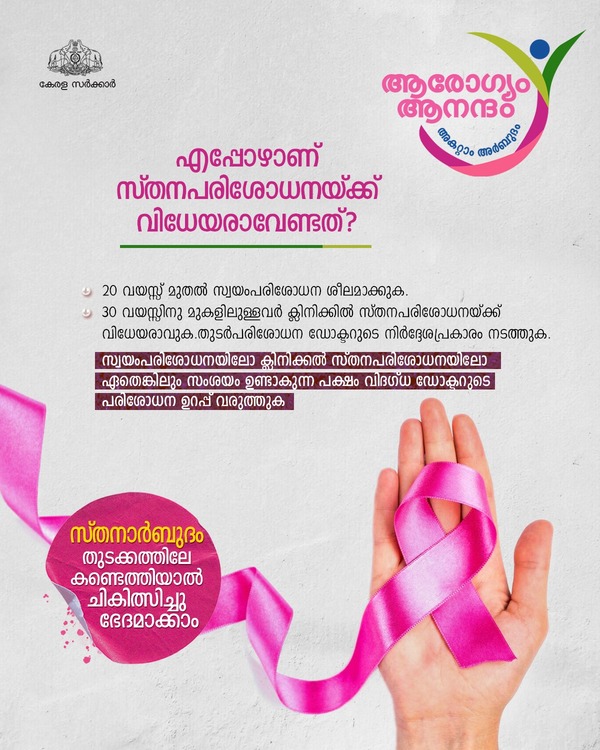 കേരള സർക്കാർ
ആരോഗ്യം
ആനന്ദം
അകറ്റാം അർബുദം
എപ്പോഴാണ്
സ്തനപരിശോധനയ്ക്ക്
വിധേയരാവേണ്ടത്?
20 വയസ്സ് മുതൽ സ്വയംപരിശോധന ശീലമാക്കുക.
30 വയസ്സിനു മുകളിലുള്ളവർ ക്ലിനിക്കിൽ സ്തനപരിശോധനയ്ക്ക്
വിധേയരാവുക.തുടർപരിശോധന ഡോക്ടറുടെ നിർദ്ദേശപ്രകാരം നടത്തുക.
സ്വയംപരിശോധനയിലോ ക്ലിനിക്കൽ സ്തനപരിശോധനയിലോ
ഏതെങ്കിലും സംശയം ഉണ്ടാകുന്ന പക്ഷം വിദഗ്ധ ഡോക്ടറുടെ
പരിശോധന ഉറപ്പ് വരുത്തുക
സ്തനാർബുദം
തുടക്കത്തിലേ
കണ്ടെത്തിയാൽ
ചികിത്സിച്ചു
ഭേദമാക്കാം